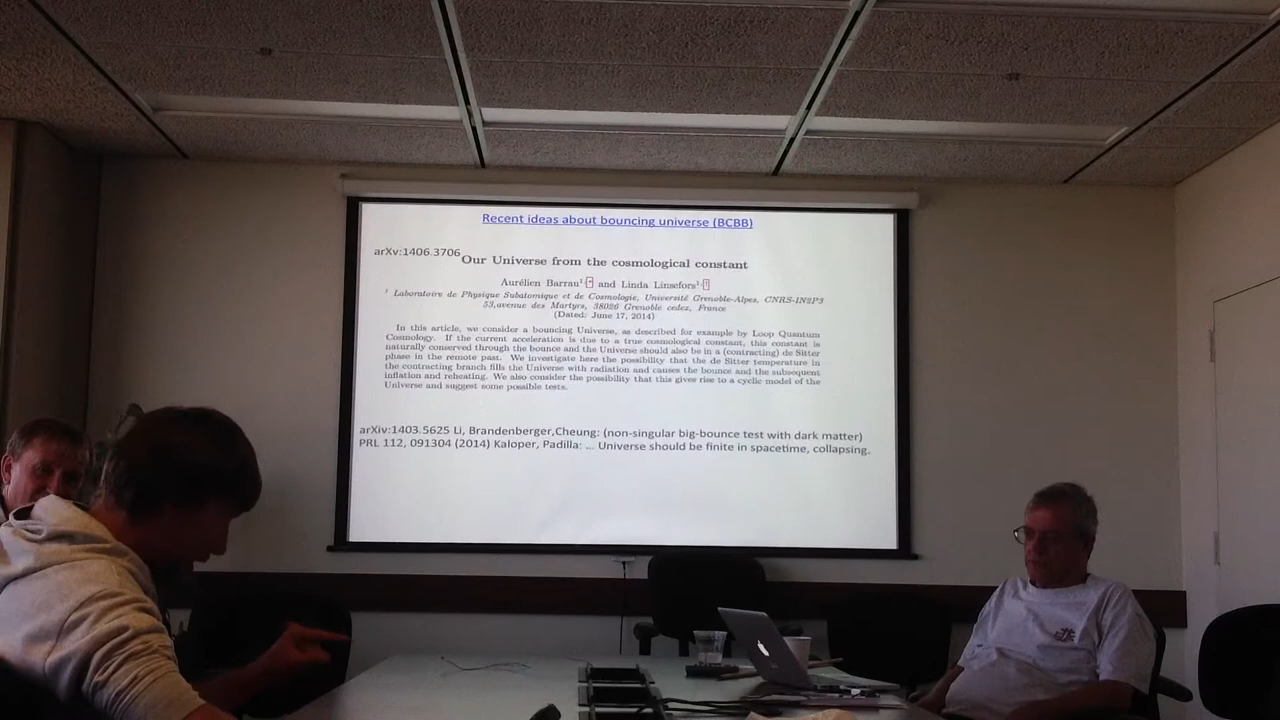 Recent ideas about bouncing universe (BCBB)
arXv:1406.3706
Our Universe from the cosmological constant
Aurélien Barrau¹,* and Linda Linsefors¹,†
¹ Laboratoire de Physique Subatomique et de Cosmologie, Université Grenoble-Alpes, CNRS-IN2P3
53,avenue des Martyrs, 38026 Grenoble cedex, France
(Dated: June 17, 2014)
In this article, we consider a bouncing Universe, as described for example by Loop Quantum
Cosmology. If the current acceleration is due to a true cosmological constant, this constant is
naturally conserved through the bounce and the Universe should also be in a (contracting) de Sitter
phase in the remote past. We investigate here the possibility that the de Sitter temperature in
the contracting branch fills the Universe with radiation and causes the bounce and the subsequent
inflation and reheating. We also consider the possibility that this gives rise to a cyclic model of the
Universe and suggest some possible tests.
arXiv:1403.5625 Li, Brandenberger,Cheung: (non-singular big-bounce test with dark matter)
PRL 112, 091304 (2014) Kaloper, Padilla: ... Universe should be finite in spacetime, collapsing.